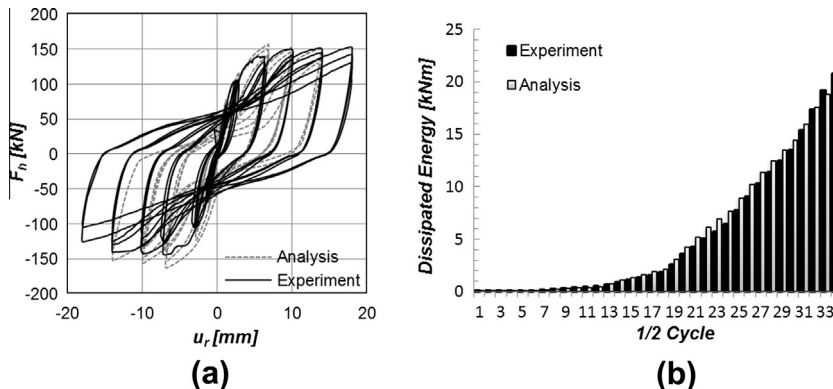 200
150
100
50
0
-50
-100
-150
-200
F_h [kN]
Analysis
Experiment
-20 -10 0 10 20
u_r [mm]
(a)
25
20
15
10
5
0
Dissipated Energy [kNm]
Experiment
Analysis
1 3 5 7 9 11 13 15 17 19 21 23 25 27 29 31 33
1/2 Cycle
(b)